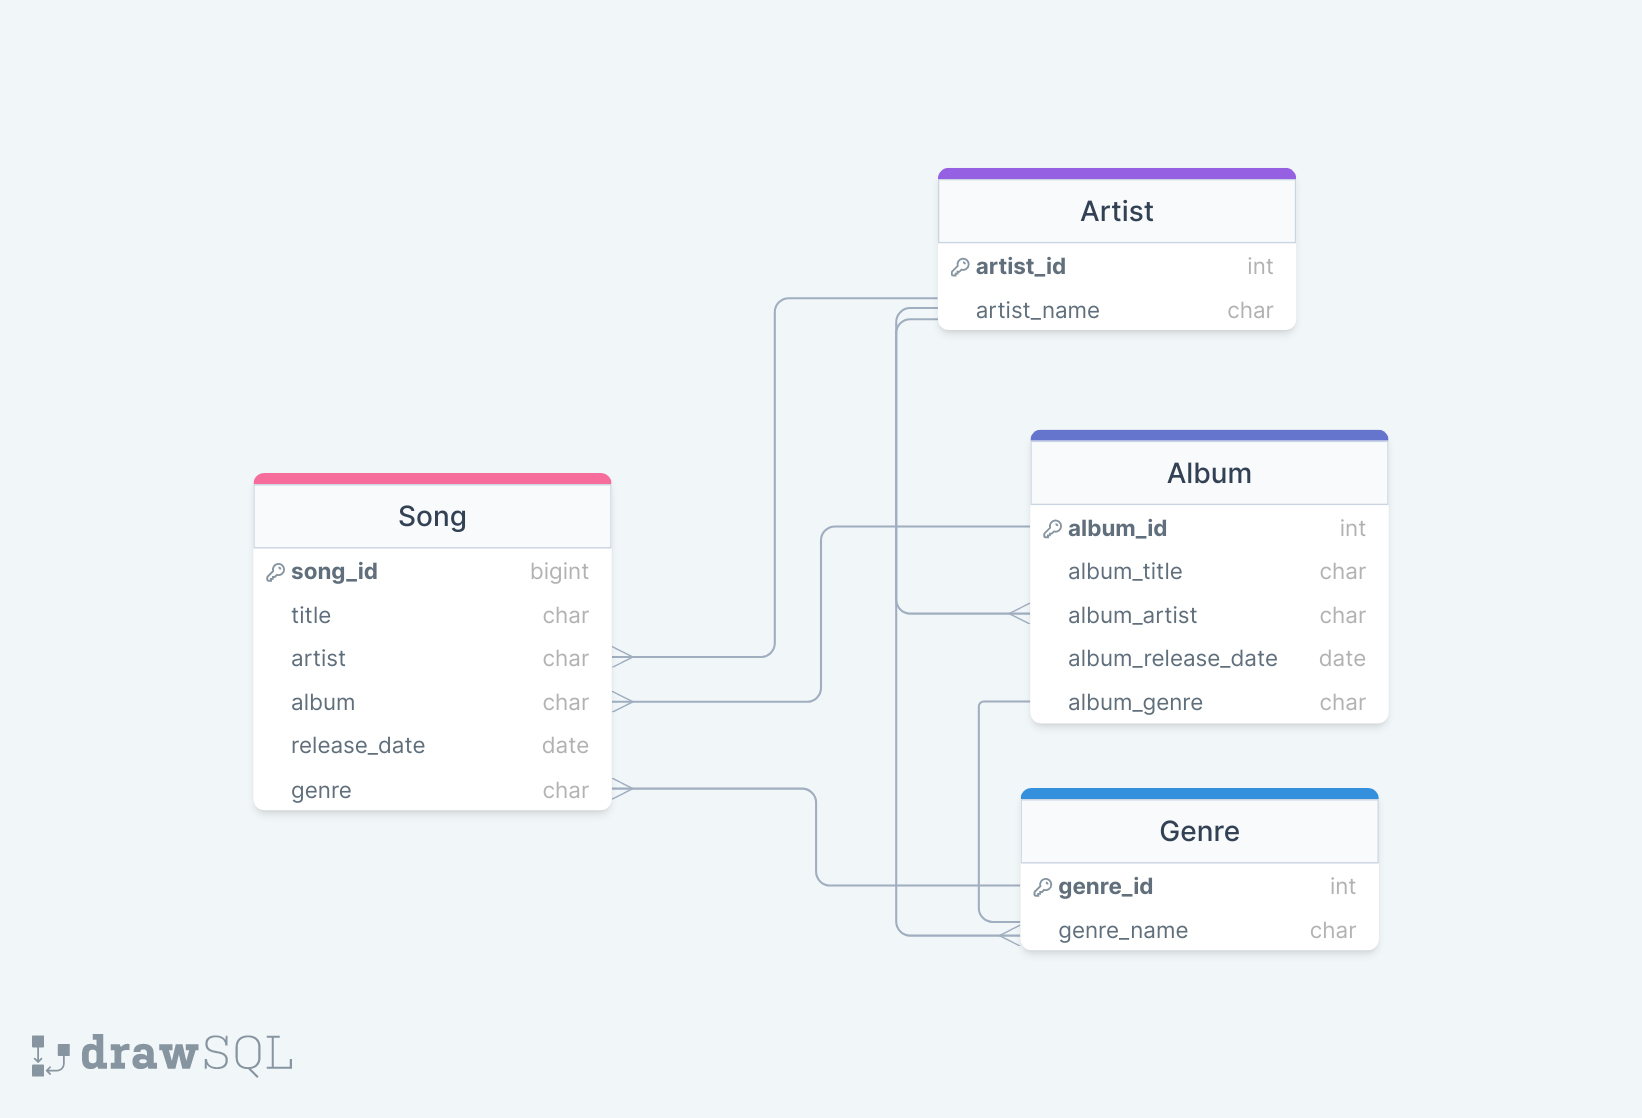 Artist
artist_id int
artist_name char
Album
album_id int
album_title char
album_artist char
album_release_date date
album_genre char
Song
song_id bigint
title char
artist char
album char
release_date date
genre char
Genre
genre_id int
genre_name char
drawSQL